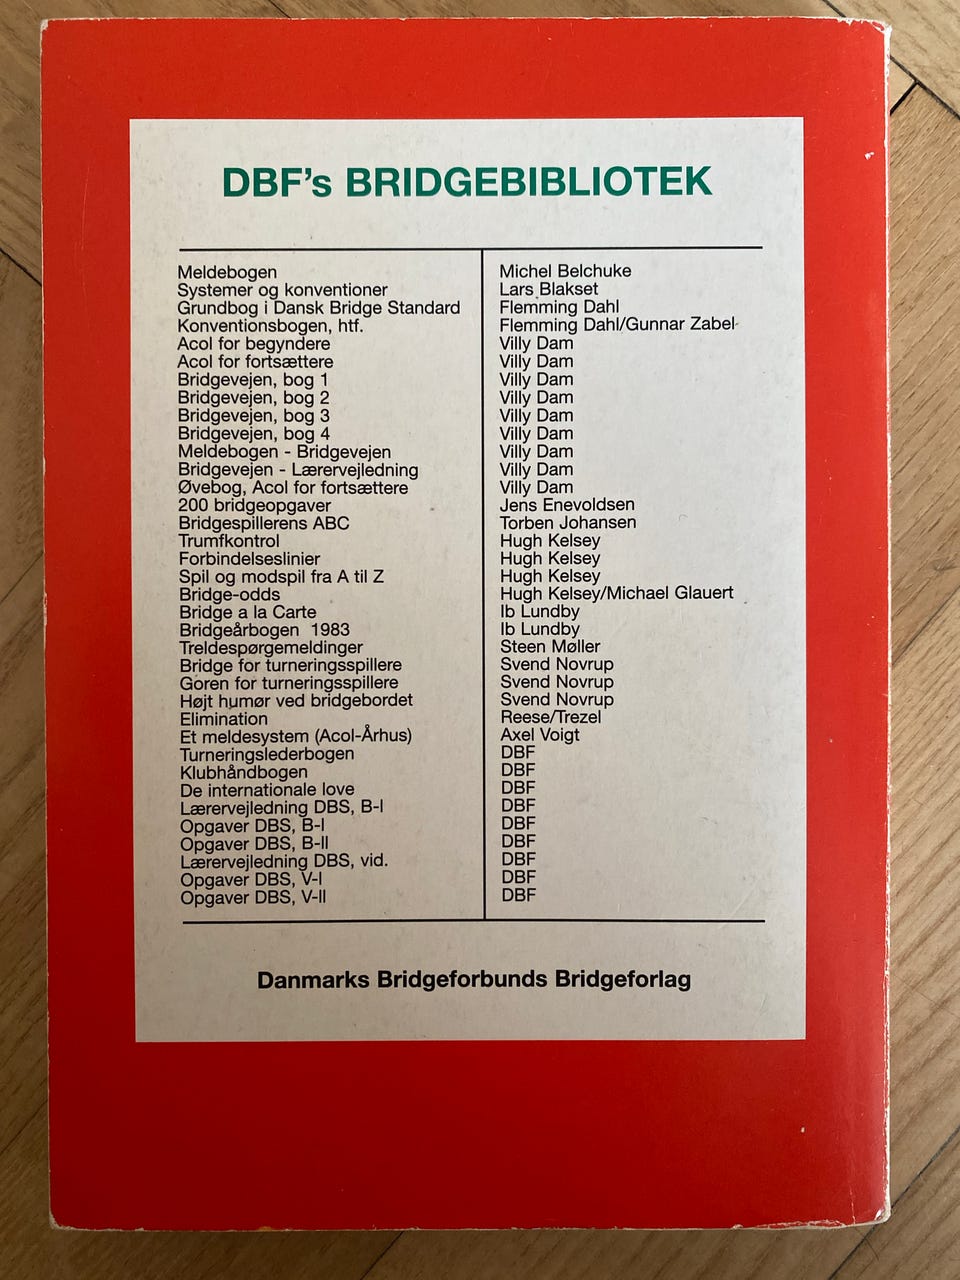 DBF's BRIDGEBIBLIOTEK
Meldebogen Michel Belchuke
Systemer og konventioner Lars Blakset
Grundbog i Dansk Bridge Standard Flemming Dahl
Konventionsbogen, htf. Flemming Dahl/Gunnar Zabel
Acol for begyndere Villy Dam
Acol for fortsættere Villy Dam
Bridgevejen, bog 1 Villy Dam
Bridgevejen, bog 2 Villy Dam
Bridgevejen, bog 3 Villy Dam
Bridgevejen, bog 4 Villy Dam
Meldebogen - Bridgevejen Villy Dam
Bridgevejen - Lærervejledning Villy Dam
Øvebog, Acol for fortsættere Villy Dam
200 bridgeopgaver Jens Enevoldsen
Bridgespillerens ABC Torben Johansen
Trumfkontrol Hugh Kelsey
Forbindelseslinier Hugh Kelsey
Spil og modspil fra A til Z Hugh Kelsey
Bridge-odds Hugh Kelsey/Michael Glauert
Bridge a la Carte Ib Lundby
Bridgeårbogen 1983 Ib Lundby
Treldespørgemeldinger Steen Møller
Bridge for turneringsspillere Svend Novrup
Goren for turneringsspillere Svend Novrup
Højt humør ved bridgebordet Svend Novrup
Elimination Reese/Trezel
Et meldesystem (Acol-Århus) Axel Voigt
Turneringslederbogen DBF
Klubhåndbogen DBF
De internationale love DBF
Lærervejledning DBS, B-I DBF
Opgaver DBS, B-I DBF
Opgaver DBS, B-II DBF
Lærervejledning DBS, vid. DBF
Opgaver DBS, V-I DBF
Opgaver DBS, V-II DBF
Danmarks Bridgeforbunds Bridgeforlag